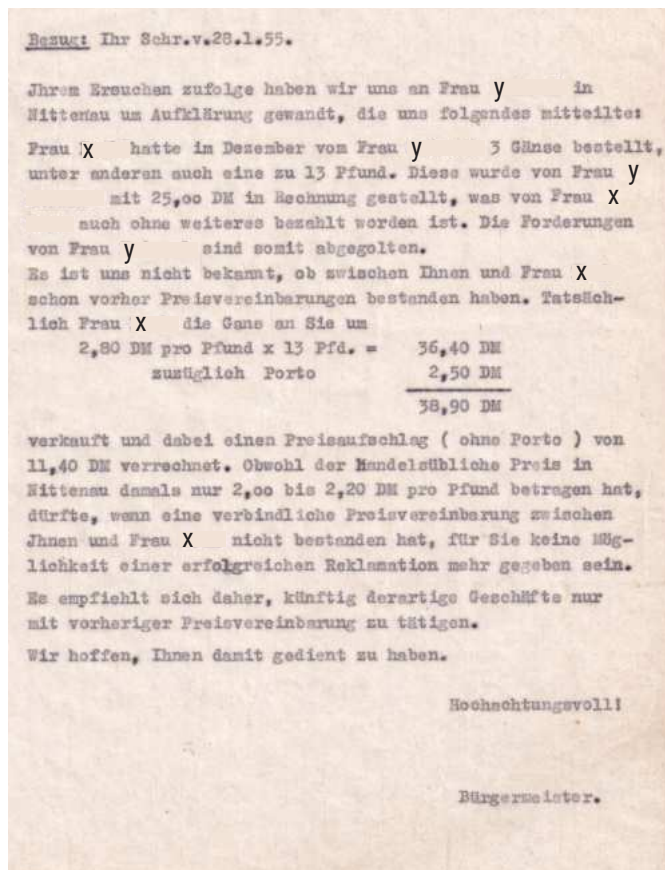 Bezug: Ihr Schr.v.28.1.55.
Jhrem Ersuchen zufolge haben wir uns an Frau y in
Nittenau um Aufklärung gewandt, die uns folgendes mitteilte:
Frau x hatte im Dezember vom Frau y 3 Gänse bestellt,
unter anderen auch eine zu 13 Pfund. Diese wurde von Frau y
mit 25,oo DM in Rechnung gestellt, was von Frau x
auch ohne weiteres bezahlt worden ist. Die Forderungen
von Frau y sind somit abgegolten.
Es ist uns nicht bekannt, ob zwischen Ihnen und Frau x
schon vorher Preisvereinbarungen bestanden haben. Tatsäch-
lich Frau x die Gans an Sie um
2,80 DM pro Pfund x 13 Pfd. = 36,40 DM
zuzüglich Porto 2,50 DM
38,90 DM
verkauft und dabei einen Preisaufschlag ( ohne Porto ) von
11,40 DM verrechnet. Obwohl der Handelsübliche Preis in
Nittenau damals nur 2,oo bis 2,20 DM pro Pfund betragen hat,
dürfte, wenn eine verbindliche Preisvereinbarung zwischen
Jhnen und Frau x nicht bestanden hat, für Sie keine Mög-
lichkeit einer erfolgreichen Reklamation mehr gegeben sein.
Es empfiehlt sich daher, künftig derartige Geschäfte nur
mit vorheriger Preisvereinbarung zu tätigen.
Wir hoffen, Ihnen damit gedient zu haben.
Hochachtungsvoll!
Bürgermeister.